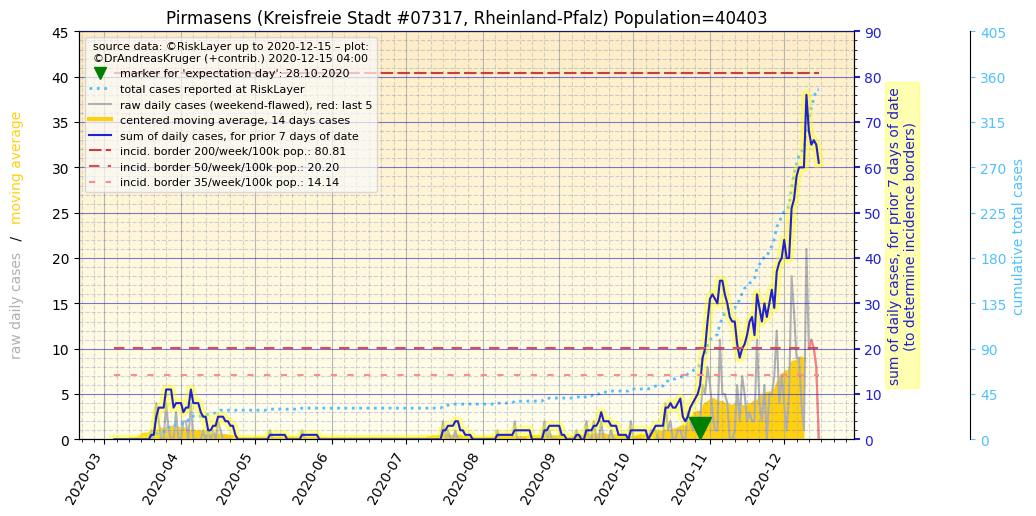 Pirmasens (Kreisfreie Stadt #07317, Rheinland-Pfalz) Population=40403
source data: ©RiskLayer up to 2020-12-15 – plot:
©DrAndreasKruger (+contrib.) 2020-12-15 04:00
marker for 'expectation day': 28.10.2020
total cases reported at RiskLayer
raw daily cases (weekend-flawed), red: last 5
centered moving average, 14 days cases
sum of daily cases, for prior 7 days of date
incid. border 200/week/100k pop.: 80.81
incid. border 50/week/100k pop.: 20.20
incid. border 35/week/100k pop.: 14.14
raw daily cases / moving average
45
40
35
30
25
20
15
10
5
0
2020-03
2020-04
2020-05
2020-06
2020-07
2020-08
2020-09
2020-10
2020-11
2020-12
90
80
70
60
50
40
30
20
10
0
sum of daily cases, for prior 7 days of date
(to determine incidence borders)
405
360
315
270
225
180
135
90
45
0
cumulative total cases